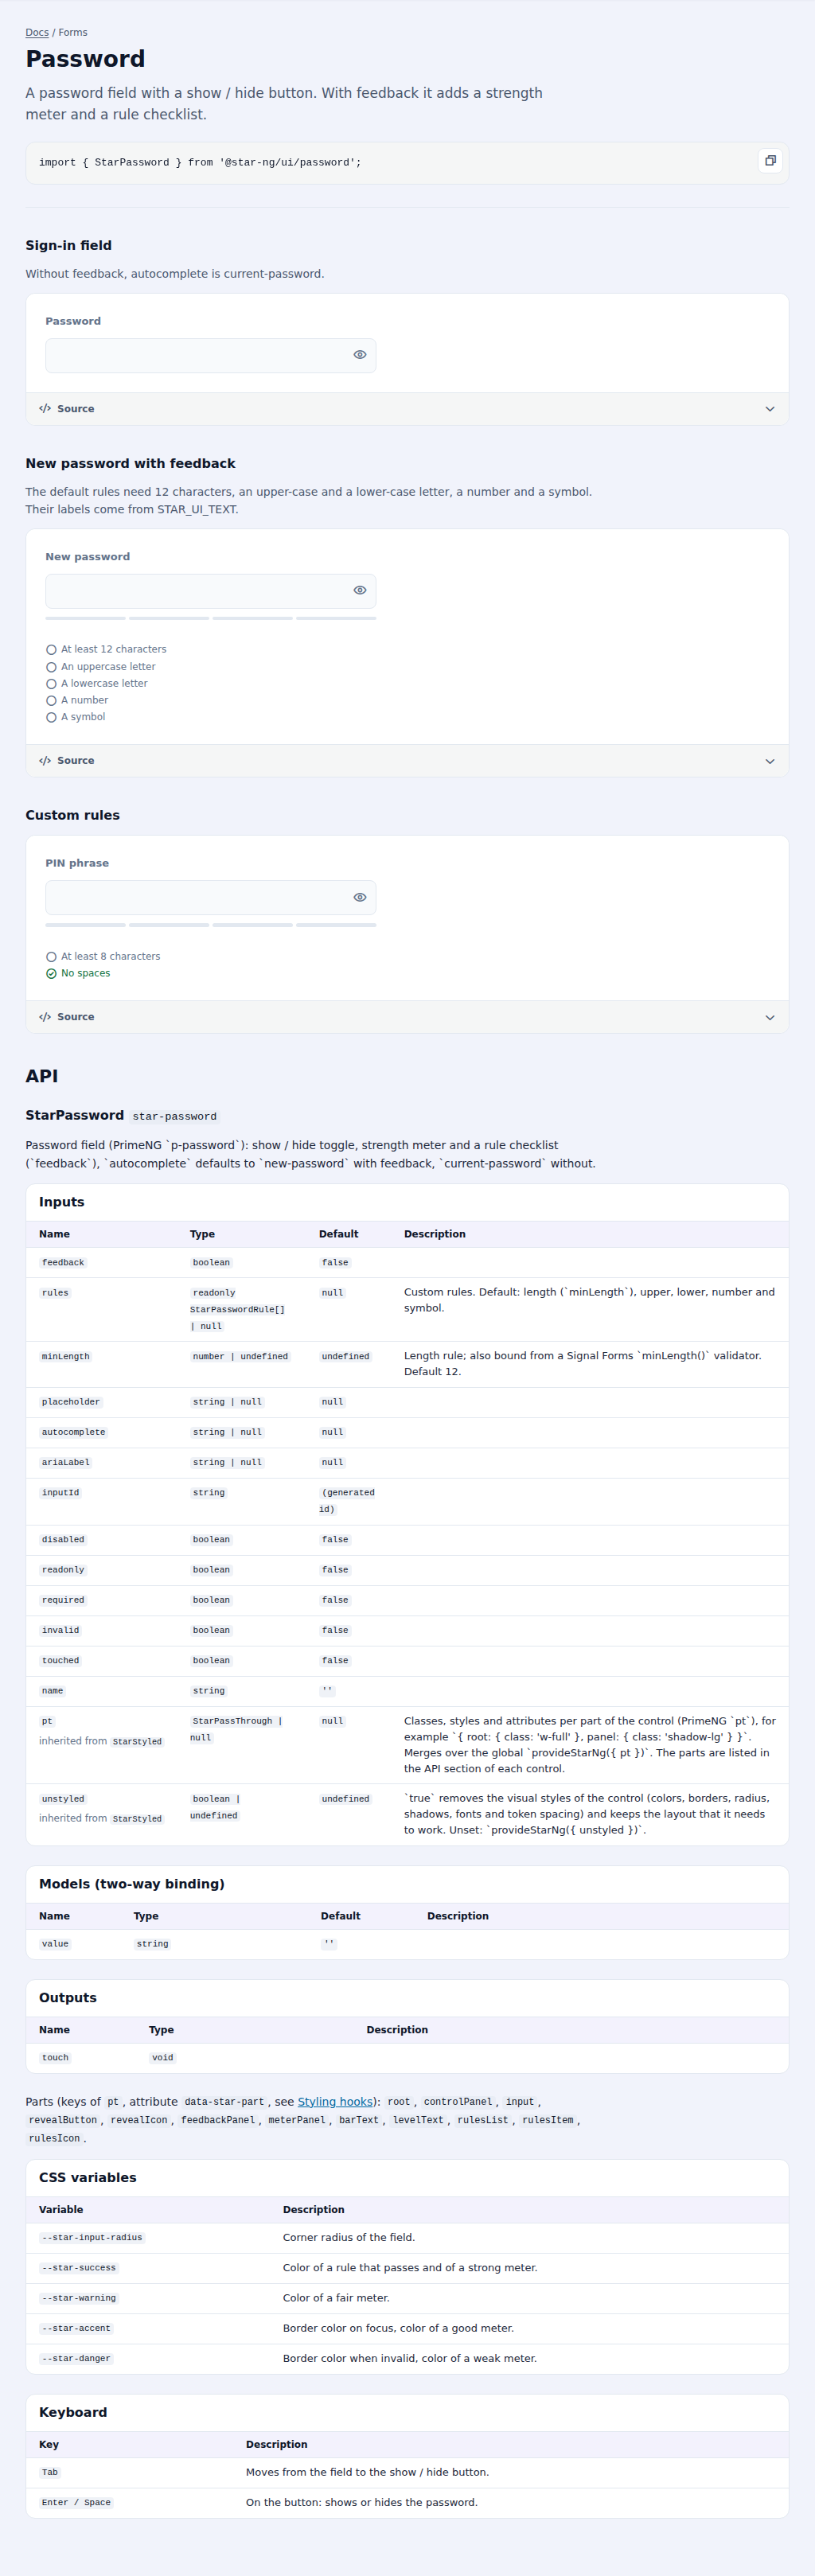 Docs / Forms
Password
A password field with a show / hide button. With feedback it adds a strength
meter and a rule checklist.
import { StarPassword } from '@star-ng/ui/password';
Sign-in field
Without feedback, autocomplete is current-password.
Password
Source
New password with feedback
The default rules need 12 characters, an upper-case and a lower-case letter, a number and a symbol.
Their labels come from STAR_UI_TEXT.
New password
At least 12 characters
An uppercase letter
A lowercase letter
A number
A symbol
Source
Custom rules
PIN phrase
At least 8 characters
No spaces
Source
API
StarPassword star-password
Password field (PrimeNG `p-password`): show / hide toggle, strength meter and a rule checklist
(`feedback`), `autocomplete` defaults to `new-password` with feedback, `current-password` without.
Inputs
Name Type Default Description
feedback boolean false
rules readonly StarPasswordRule[] | null null Custom rules. Default: length (`minLength`), upper, lower, number and
symbol.
minLength number | undefined undefined Length rule; also bound from a Signal Forms `minLength()` validator.
Default 12.
placeholder string | null null
autocomplete string | null null
ariaLabel string | null null
inputId string (generated id)
disabled boolean false
readonly boolean false
required boolean false
invalid boolean false
touched boolean false
name string ''
pt StarPassThrough | null null Classes, styles and attributes per part of the control (PrimeNG `pt`), for
inherited from StarStyled example `{ root: { class: 'w-full' }, panel: { class: 'shadow-lg' } }`.
Merges over the global `provideStarNg({ pt })`. The parts are listed in
the API section of each control.
unstyled boolean | undefined undefined `true` removes the visual styles of the control (colors, borders, radius,
inherited from StarStyled shadows, fonts and token spacing) and keeps the layout that it needs
to work. Unset: `provideStarNg({ unstyled })`.
Models (two-way binding)
Name Type Default Description
value string ''
Outputs
Name Type Description
touch void
Parts (keys of pt, attribute data-star-part, see Styling hooks): root, controlPanel, input,
revealButton, revealIcon, feedbackPanel, meterPanel, barText, levelText, rulesList, rulesItem,
rulesIcon.
CSS variables
Variable Description
--star-input-radius Corner radius of the field.
--star-success Color of a rule that passes and of a strong meter.
--star-warning Color of a fair meter.
--star-accent Border color on focus, color of a good meter.
--star-danger Border color when invalid, color of a weak meter.
Keyboard
Key Description
Tab Moves from the field to the show / hide button.
Enter / Space On the button: shows or hides the password.